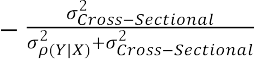 − σ²_{Cross−Sectional} / σ²_{ρ(Y|X)}+σ²_{Cross−Sectional}